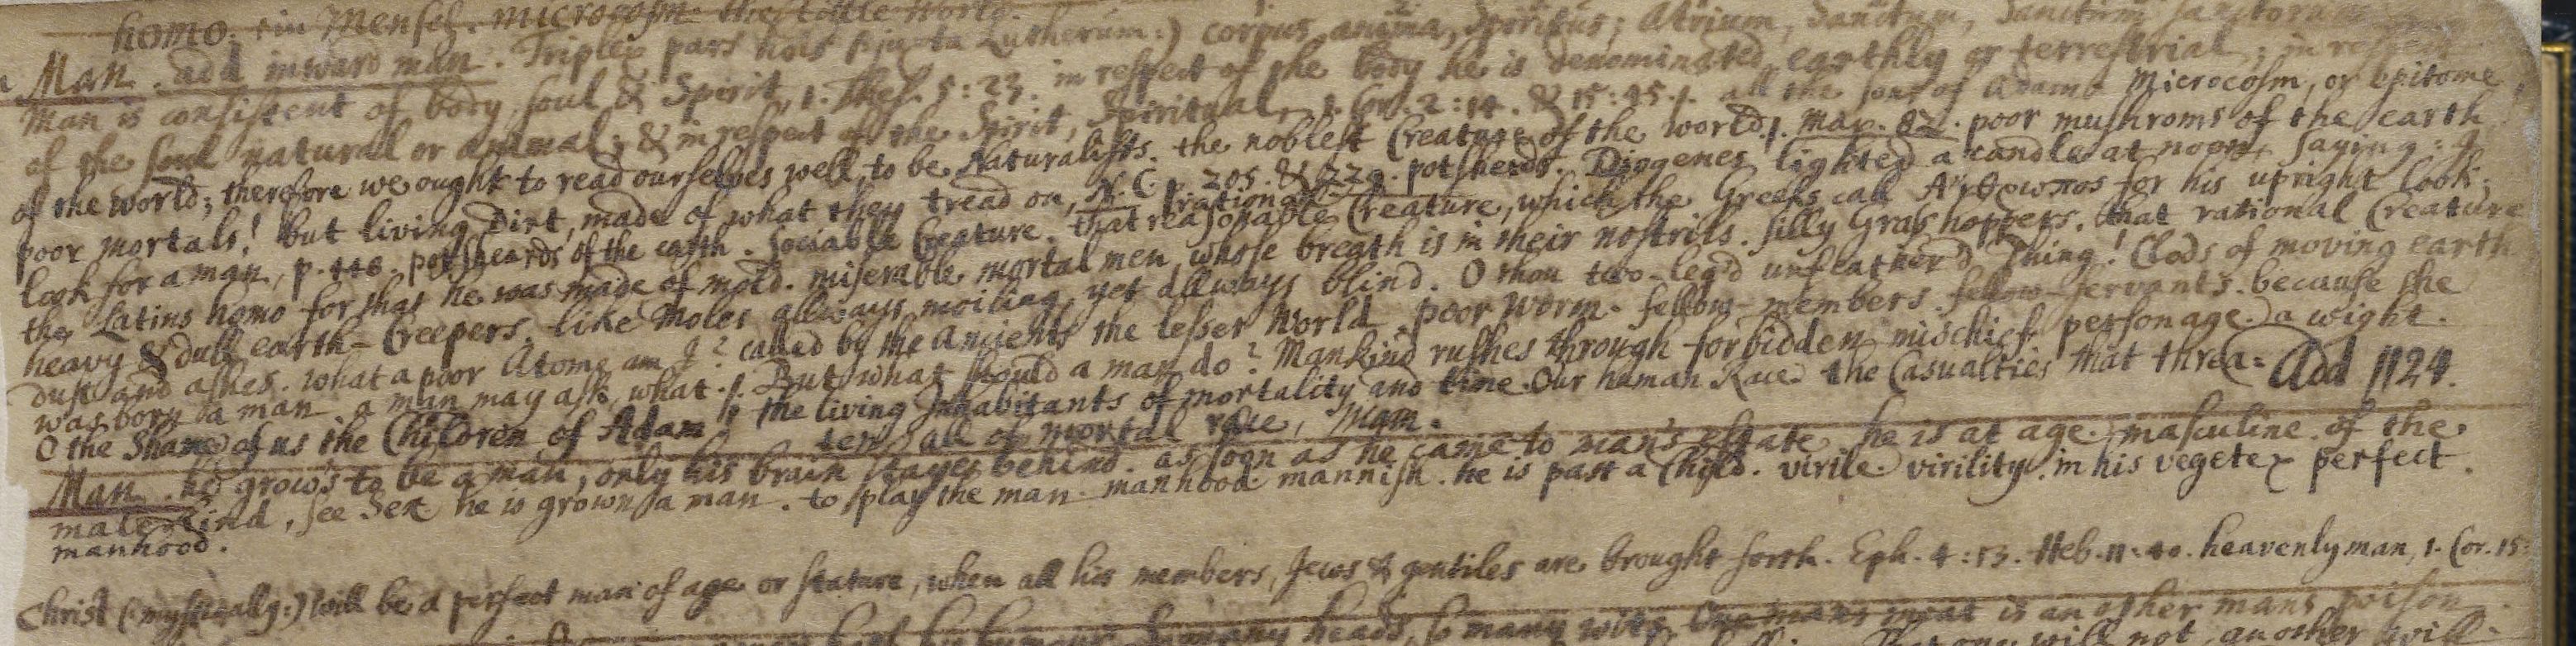 homo. ein Mensch. microcosm the little World.
Man. add inward man. Triplex pars hois (: juxta Lutherum :) corpus, anima, Spiritus; Atrium, Sanctum, Sanctum Sanctorum
Man is consistent of body, soul & Spirit, 1. Thes. 5:23. in respect of the body he is denominated earthly or terrestrial; in respect
of the soul natural or animal; & in respect of the Spirit, Spiritual, 1. Cor. 2:14. & 15:45. all the sons of Adam. Microcosm, or epitome
of the world; therefore we ought to read ourselves well, to be Naturalists. the noblest Creature of the world. poor mushroms of the earth
poor mortals! but living Dirt, made of what they tread on, N.C. p. 205. & 229. potsherds. Diogenes lighted a candle at noon, saying: I
look for a man, p. 446. potsheards of the earth. sociable Creature. that reasonable rational Creature, which the Greeks call Ἄνθρωπος for his upright look;
the Latins homo for that he was made of mold. miserable mortal men, whose breath is in their nostrils. silly Grashoppers. that rational Creature
heavy & dull earth-Creepers. like Moles allways moiling, yet allways blind. O thou two-leg'd unfeather'd Thing! Clods of moving earth
Dust and ashes. what a poor Atome am I? called by the Ancients the lesser World. poor worm. fellow-members. fellow-servants. because she
was born a man. a man may ask, what. But what should a man do? Mankind rushes through forbidden mischief. personage. a wight.
O the Shame of us the Children of Adam the living Inhabitants of mortality and time. Our human Race. the Casualties that threa= Add 1124.
ten all of mortal race, Man.
Man. he grows to be a man, only his brain stayes behind. as soon as he came to man's estate. he is at age. masculine. of the
male kind, see Sex. he is grown a man. to play the man. manhood. mannish. he is past a Child. virile. virility. in his vegete perfect
manhood.
Christ (: mystically :) will be a perfect man of age or stature, when all his members, Jews & gentiles are brought forth. Eph. 4:13. Heb. 11:40. heavenly man, 1. Cor. 15:
many heads, so many wits. One mans meat is an other mans poison
will not, another will